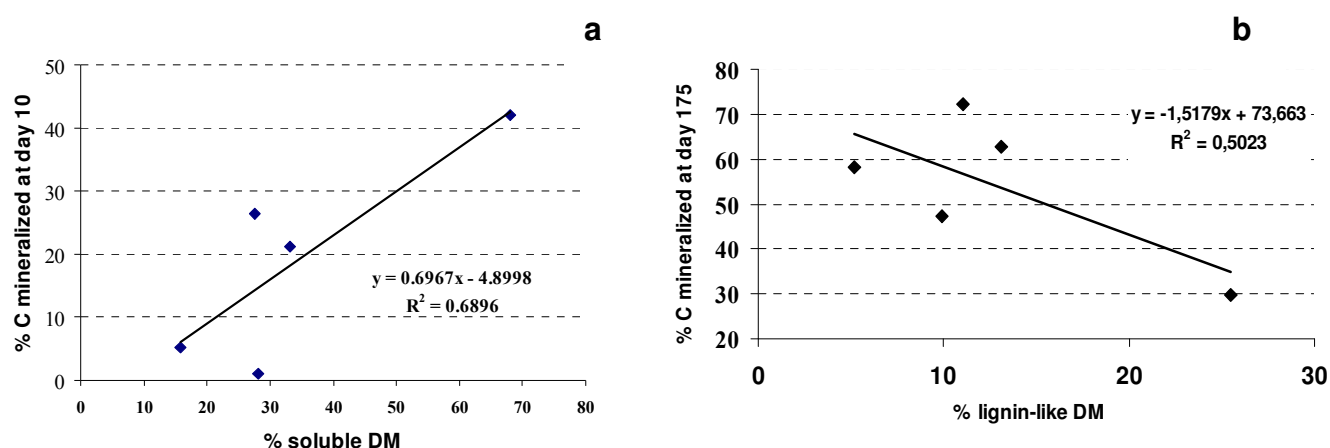 a
% C mineralized at day 10
50
40
30
20
10
0
y = 0.6967x - 4.8998
R² = 0.6896
0 10 20 30 40 50 60 70 80
% soluble DM
b
% C mineralized at day 175
80
70
60
50
40
30
20
y = -1,5179x + 73,663
R² = 0,5023
0 10 20 30
% lignin-like DM